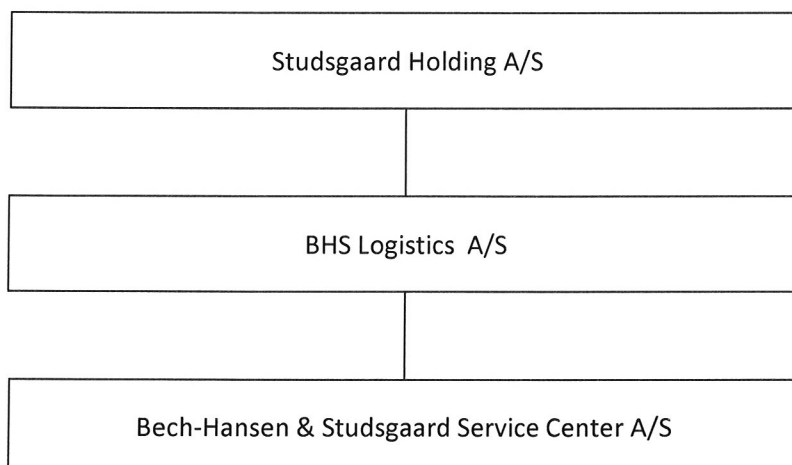 Studsgaard Holding A/S
BHS Logistics A/S
Bech-Hansen & Studsgaard Service Center A/S